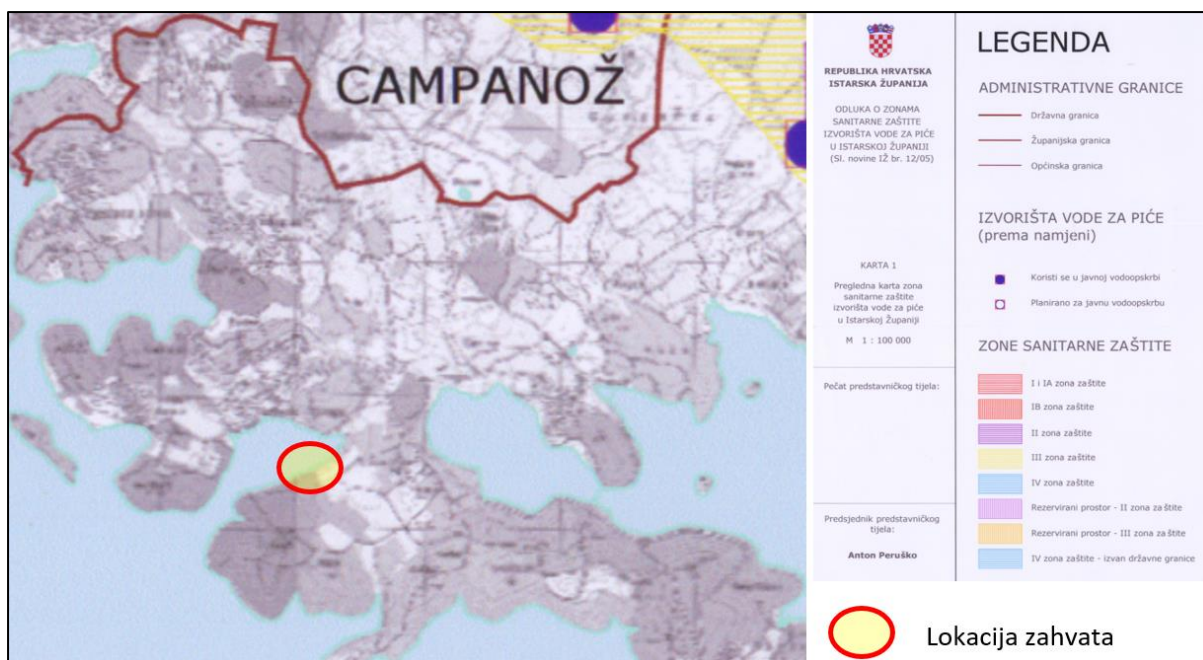 CAMPANOŽ
REPUBLIKA HRVATSKA
ISTARSKA ŽUPANIJA
ODLUKA O ZONAMA
SANITARNE ZAŠTITE
IZVORIŠTA VODE ZA PIĆE
U ISTARSKOJ ŽUPANIJI
(Sl. novine IŽ br. 12/05)
KARTA 1
Pregledna karta zona
sanitarne zaštite
izvorišta vode za piće
u Istarskoj Županiji
M 1 : 100 000
Pečat predstavničkog tijela:
Predsjednik predstavničkog
tijela:
Anton Peruško
LEGENDA
ADMINISTRATIVNE GRANICE
Državna granica
Županijska granica
Općinska granica
IZVORIŠTA VODE ZA PIĆE
(prema namjeni)
Koristi se u javnoj vodoopskrbi
Planirano za javnu vodoopskrbu
ZONE SANITARNE ZAŠTITE
I i IA zona zaštite
IB zona zaštite
II zona zaštite
III zona zaštite
IV zona zaštite
Rezervirani prostor - II zona zaštite
Rezervirani prostor - III zona zaštite
IV zona zaštite - izvan državne granice
Lokacija zahvata